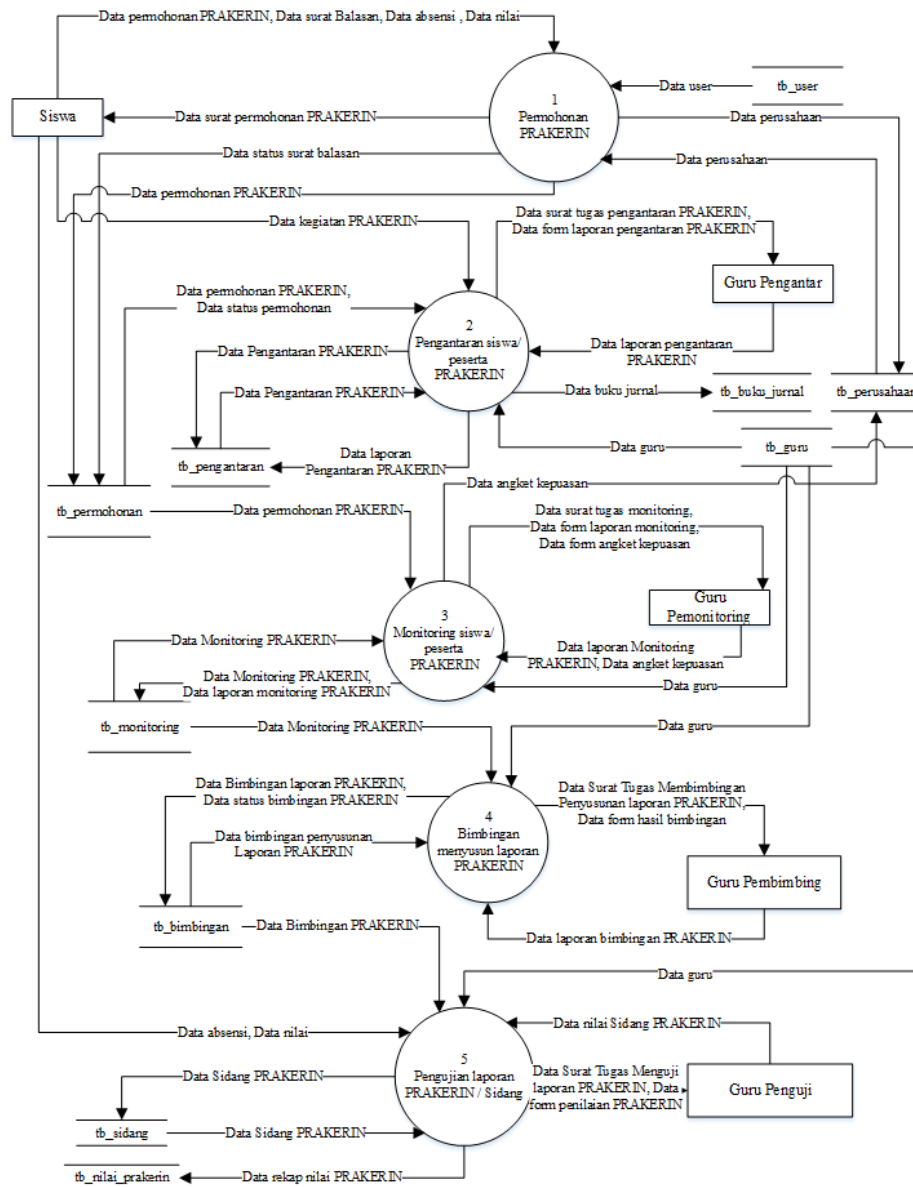 Data permohonan PRAKERIN, Data surat Balasan, Data absensi , Data nilai
Siswa
1
Permohonan
PRAKERIN
Data user
tb_user
Data surat permohonan PRAKERIN
Data perusahaan
Data status surat balasan
Data perusahaan
Data permohonan PRAKERIN
Data kegiatan PRAKERIN
Data surat tugas pengantaran PRAKERIN,
Data form laporan pengantaran PRAKERIN
Guru Pengantar
Data permohonan PRAKERIN,
Data status permohonan
2
Pengantaran siswa/
peserta
PRAKERIN
Data laporan pengantaran
PRAKERIN
Data Pengantaran PRAKERIN
Data Pengantaran PRAKERIN
Data buku jurnal
tb_buku_jurnal
tb_perusahaan
Data guru
tb_guru
tb_pengantaran
Data laporan
Pengantaran PRAKERIN
Data angket kepuasan
tb_permohonan
Data permohonan PRAKERIN
Data surat tugas monitoring,
Data form laporan monitoring,
Data form angket kepuasan
3
Monitoring siswa/
peserta
PRAKERIN
Guru
Pemonitoring
Data Monitoring PRAKERIN
Data laporan Monitoring
PRAKERIN, Data angket kepuasan
Data Monitoring PRAKERIN,
Data laporan monitoring PRAKERIN
Data guru
tb_monitoring
Data Monitoring PRAKERIN
Data guru
Data Bimbingan laporan PRAKERIN,
Data status bimbingan PRAKERIN
4
Bimbingan
menyusun laporan
PRAKERIN
Data Surat Tugas Membimbing
Penyusunan laporan PRAKERIN,
Data form hasil bimbingan
Data bimbingan penyusunan
Laporan PRAKERIN
Guru Pembimbing
tb_bimbingan
Data Bimbingan PRAKERIN
Data laporan bimbingan PRAKERIN
Data guru
Data absensi, Data nilai
Data nilai Sidang PRAKERIN
5
Pengujian laporan
PRAKERIN / Sidang
Data Sidang PRAKERIN
Data Surat Tugas Menguji
laporan PRAKERIN, Data
form penilaian PRAKERIN
Guru Penguji
tb_sidang
Data Sidang PRAKERIN
tb_nilai_prakerin
Data rekap nilai PRAKERIN